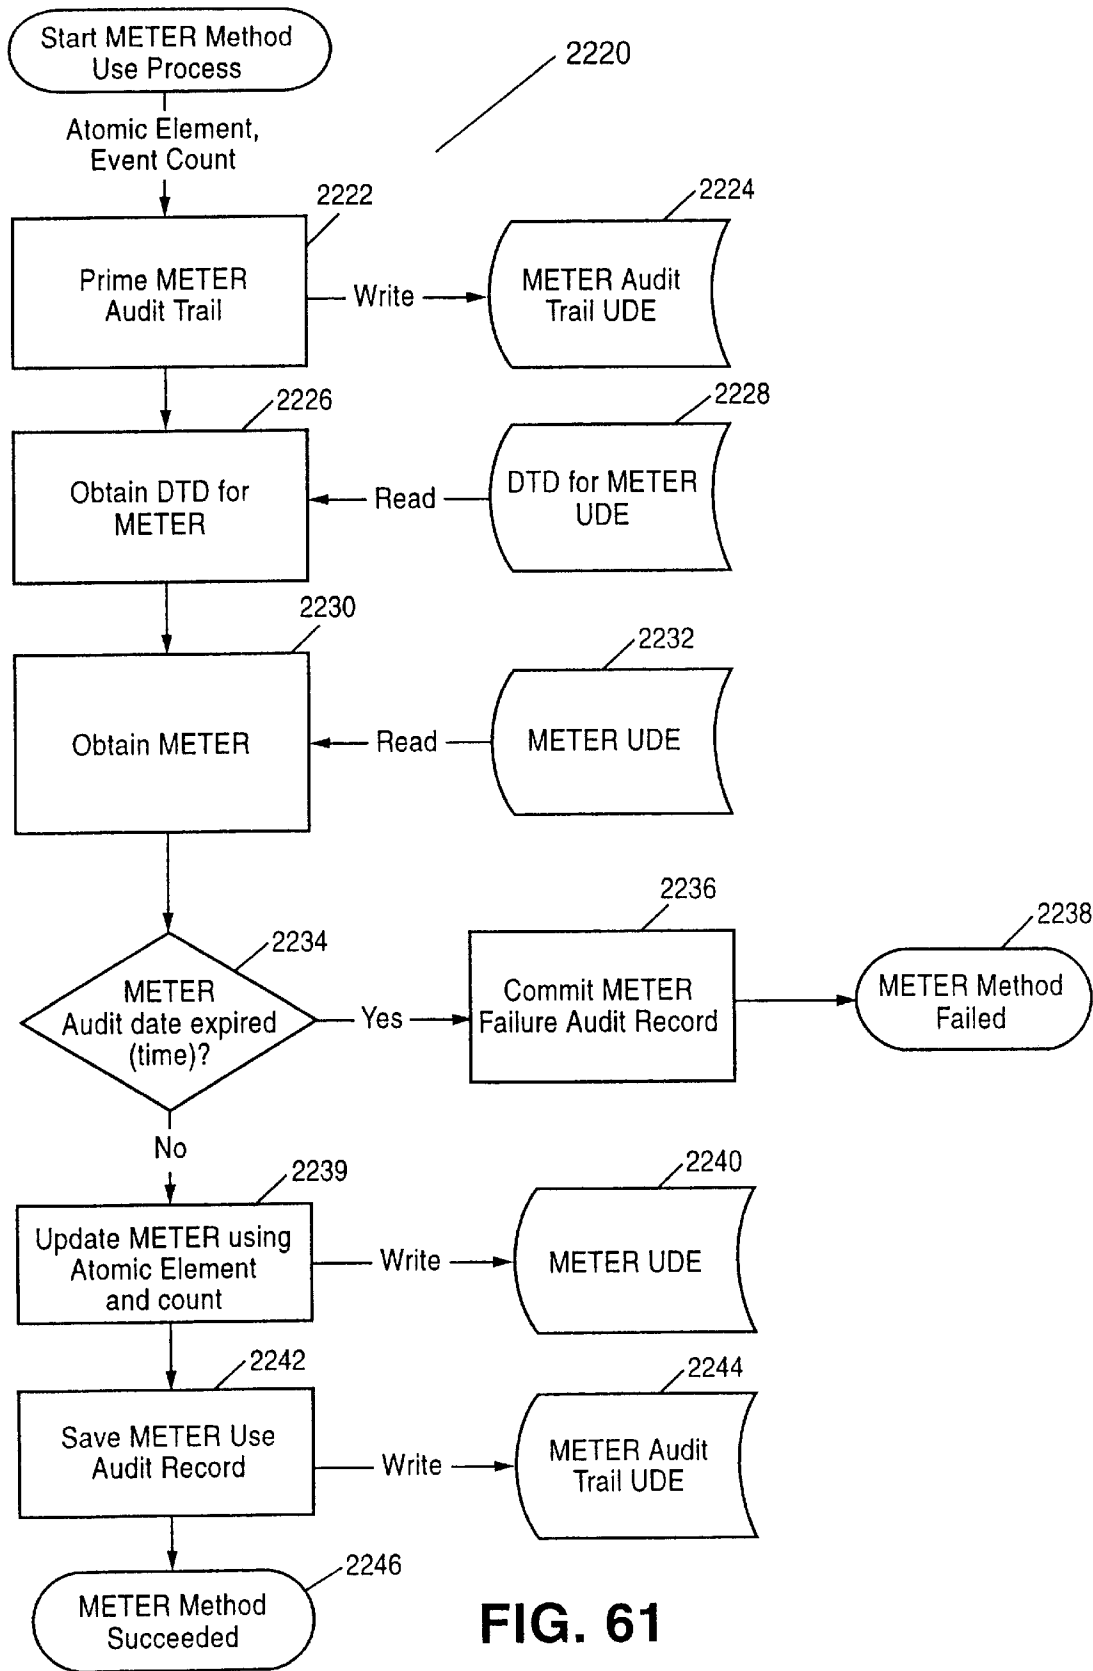 Start METER Method
Use Process
2220
Atomic Element,
Event Count
2222
2224
Prime METER
Audit Trail
Write
METER Audit
Trail UDE
2226
2228
Obtain DTD for
METER
Read
DTD for METER
UDE
2230
2232
Obtain METER
Read
METER UDE
2234
2236
2238
METER
Audit date expired
(time)?
Yes
Commit METER
Failure Audit Record
METER Method
Failed
No
2239
2240
Update METER using
Atomic Element
and count
Write
METER UDE
2242
2244
Save METER Use
Audit Record
Write
METER Audit
Trail UDE
2246
METER Method
Succeeded
FIG. 61